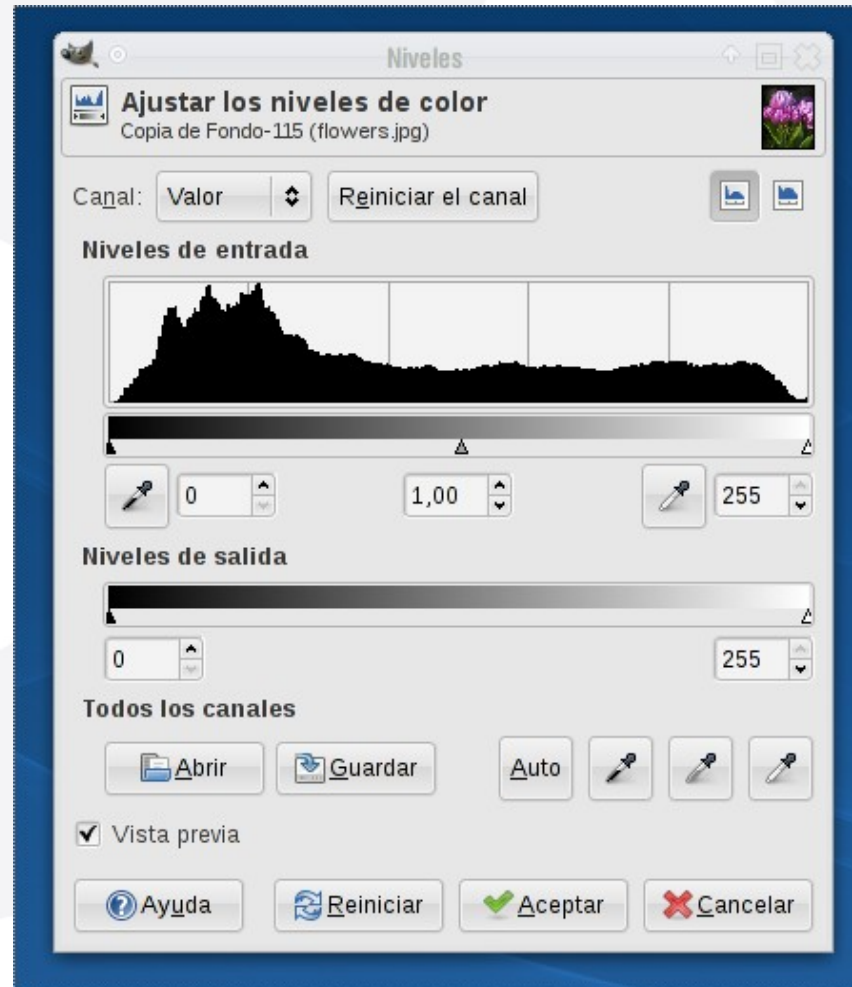 Niveles
Ajustar los niveles de color
Copia de Fondo-115 (flowers.jpg)
Canal: Valor Reiniciar el canal
Niveles de entrada
0 1,00 255
Niveles de salida
0 255
Todos los canales
Abrir Guardar Auto
Vista previa
Ayuda Reiniciar Aceptar Cancelar